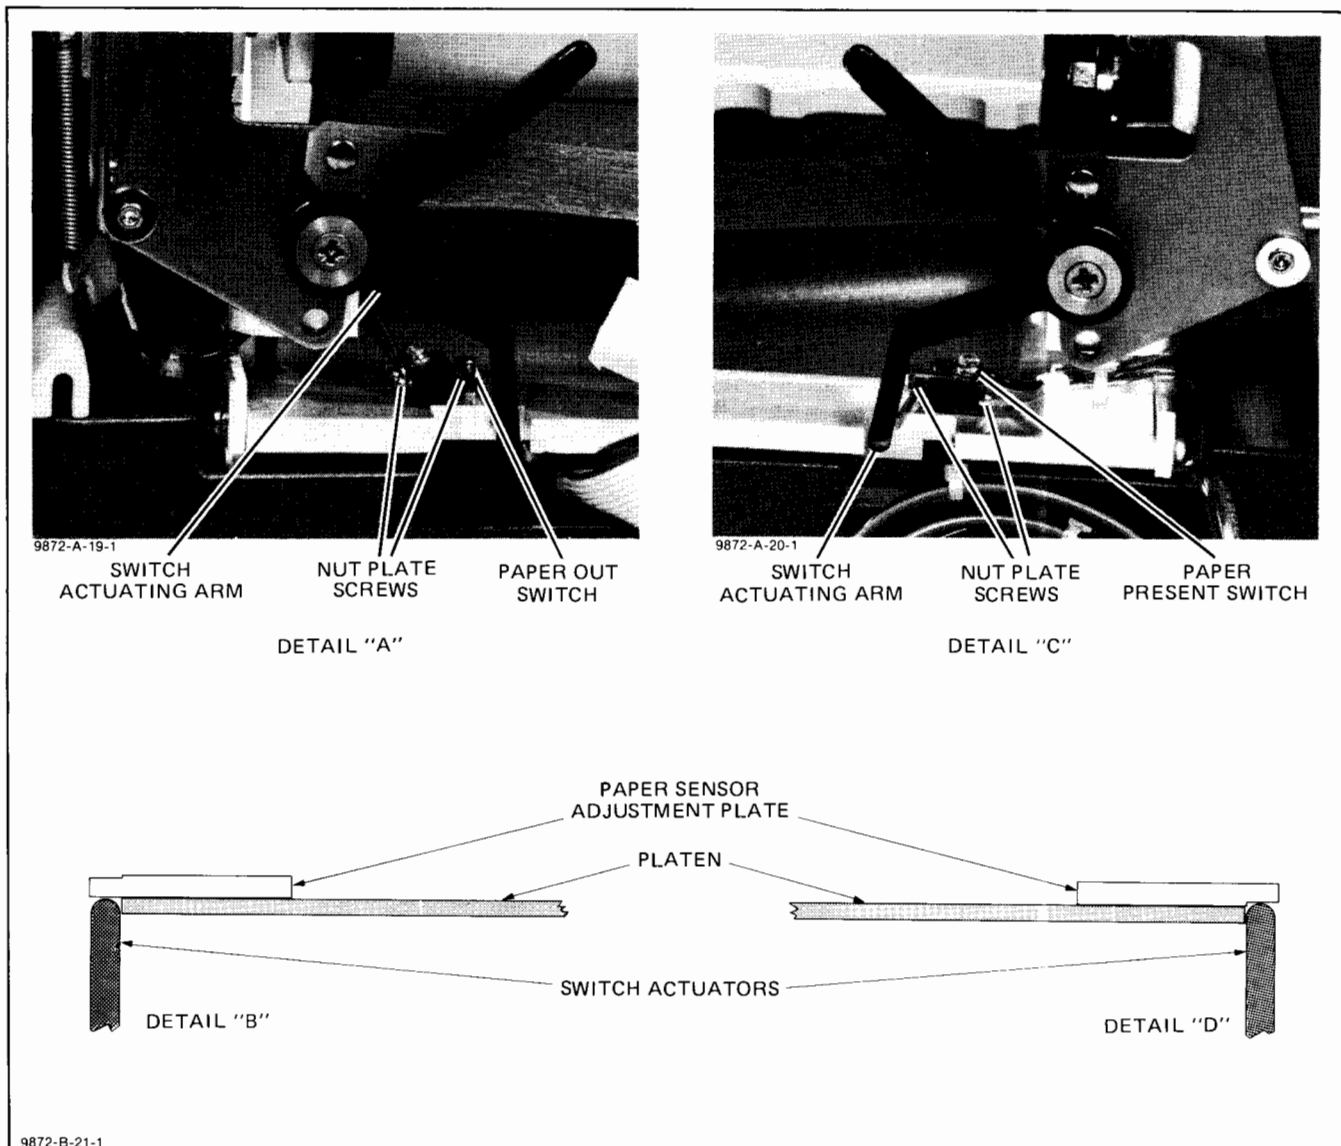 9872-A-19-1
SWITCH
ACTUATING ARM
NUT PLATE
SCREWS
PAPER OUT
SWITCH
DETAIL "A"
9872-A-20-1
SWITCH
ACTUATING ARM
NUT PLATE
SCREWS
PAPER
PRESENT SWITCH
DETAIL "C"
PAPER SENSOR
ADJUSTMENT PLATE
PLATEN
SWITCH ACTUATORS
DETAIL "B"
DETAIL "D"
9872-B-21-1